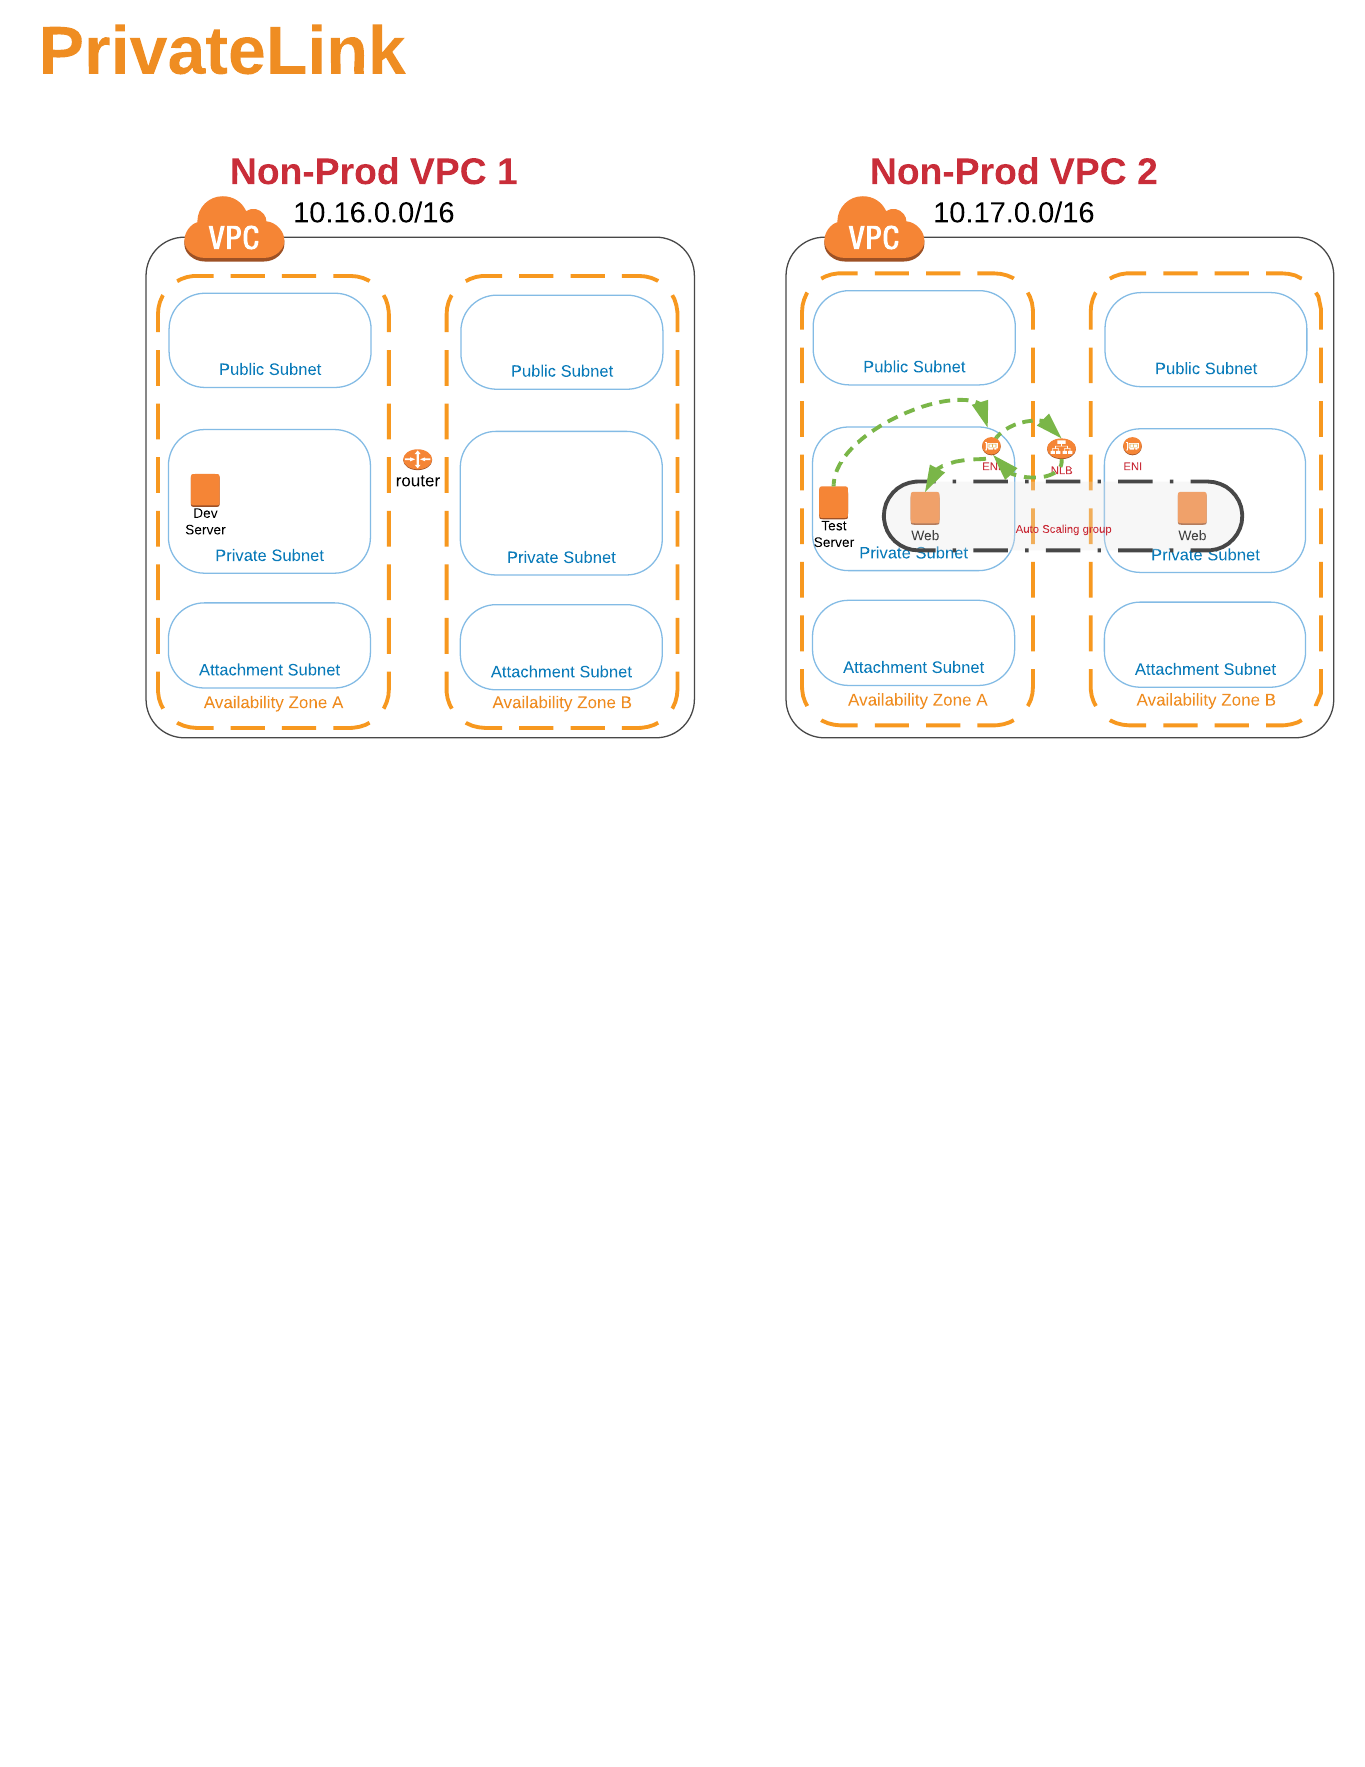 PrivateLink
Non-Prod VPC 1
10.16.0.0/16
VPC
Public Subnet
Public Subnet
router
Dev
Server
Private Subnet
Private Subnet
Attachment Subnet
Attachment Subnet
Availability Zone A
Availability Zone B
Non-Prod VPC 2
10.17.0.0/16
VPC
Public Subnet
Public Subnet
ENI
NLB
ENI
Test
Server
Web
Auto Scaling group
Web
Private Subnet
Private Subnet
Attachment Subnet
Attachment Subnet
Availability Zone A
Availability Zone B